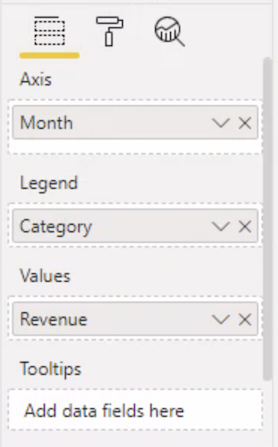 Axis
Month
Legend
Category
Values
Revenue
Tooltips
Add data fields here